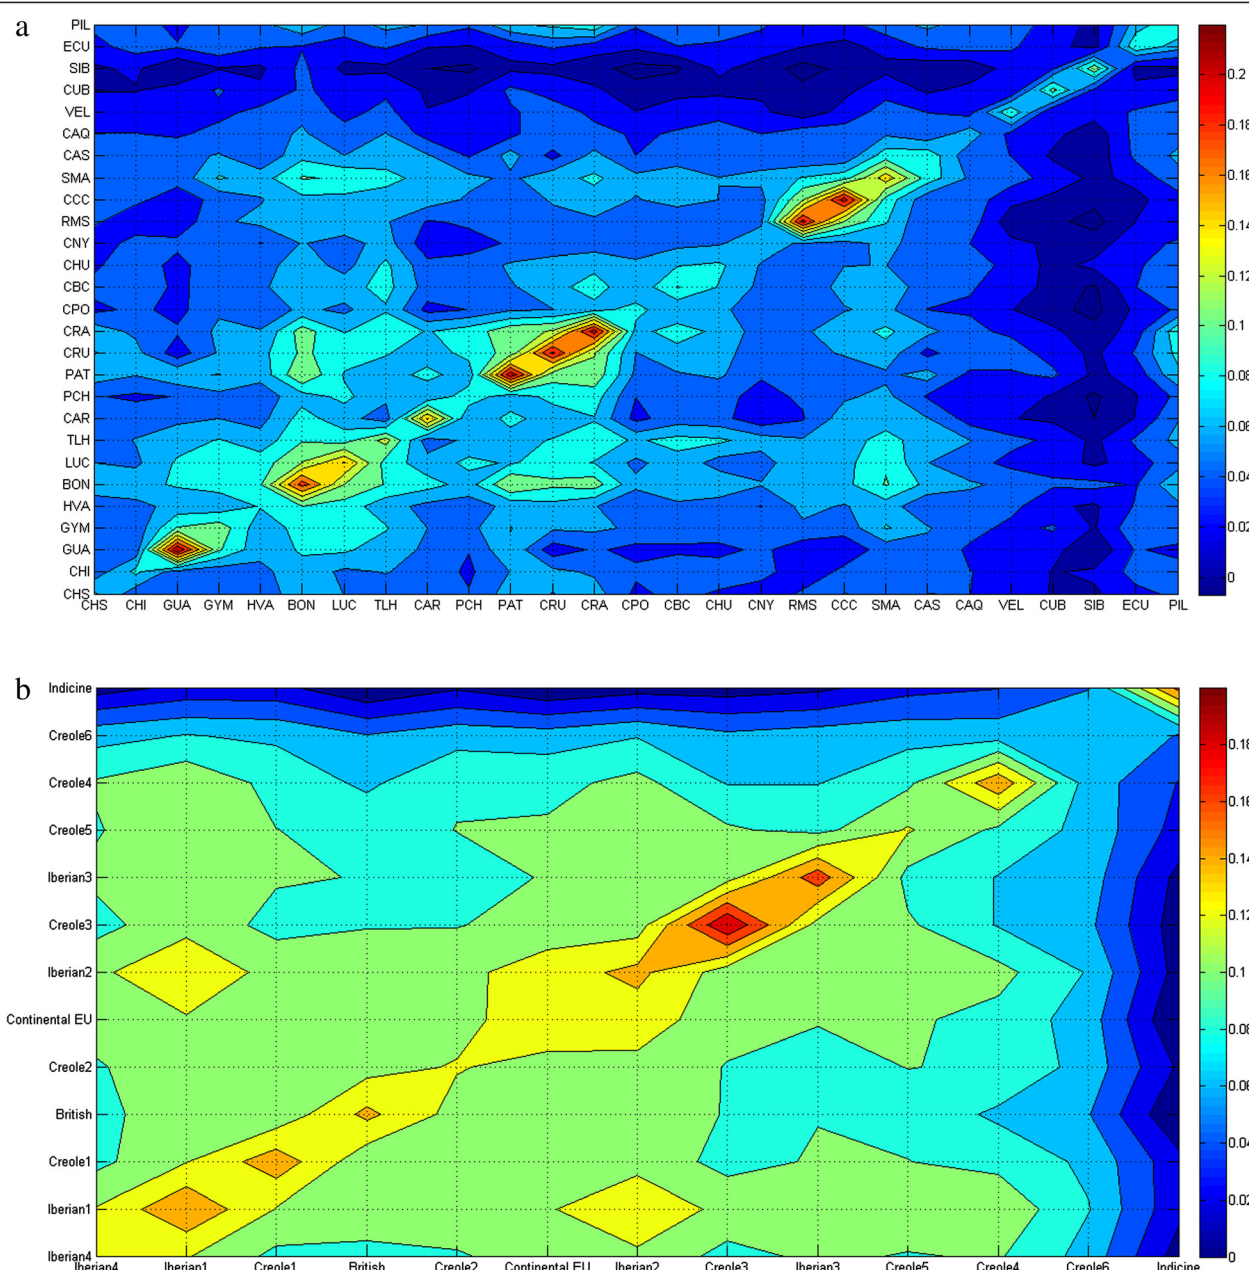 a
PIL
ECU
SIB
CUB
VEL
CAQ
CAS
SMA
CCC
RMS
CNY
CHU
CBC
CPO
CRA
CRU
PAT
PCH
CAR
TLH
LUC
BON
HVA
GYM
GUA
CHI
CHS
CHS CHI GUA GYM HVA BON LUC TLH CAR PCH PAT CRU CRA CPO CBC CHU CNY RMS CCC SMA CAS CAQ VEL CUB SIB ECU PIL
0.2
0.18
0.16
0.14
0.12
0.1
0.08
0.06
0.04
0.02
0
b
Indicine
Creole6
Creole4
Creole5
Iberian3
Creole3
Iberian2
Continental EU
Creole2
British
Creole1
Iberian1
Iberian4
Iberian4 Iberian1 Creole1 British Creole2 Continental EU Iberian2 Creole3 Iberian3 Creole5 Creole4 Creole6 Indicine
0.18
0.16
0.14
0.12
0.1
0.08
0.06
0.04
0.02
0